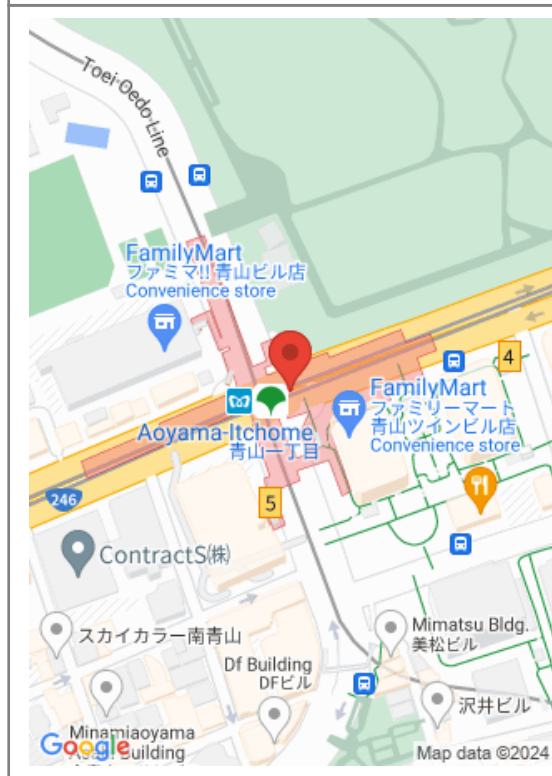 Toei Oedo Line
FamilyMart
ファミマ!! 青山ビル店
Convenience store
4
FamilyMart
ファミリーマート
青山ツインビル店
Convenience store
Aoyama-Itchome
青山一丁目
246
5
ContractS㈱
スカイカラー南青山
Mimatsu Bldg.
美松ビル
Df Building
DFビル
沢井ビル
Minamiaoyama
Building
Google
Map data ©2024